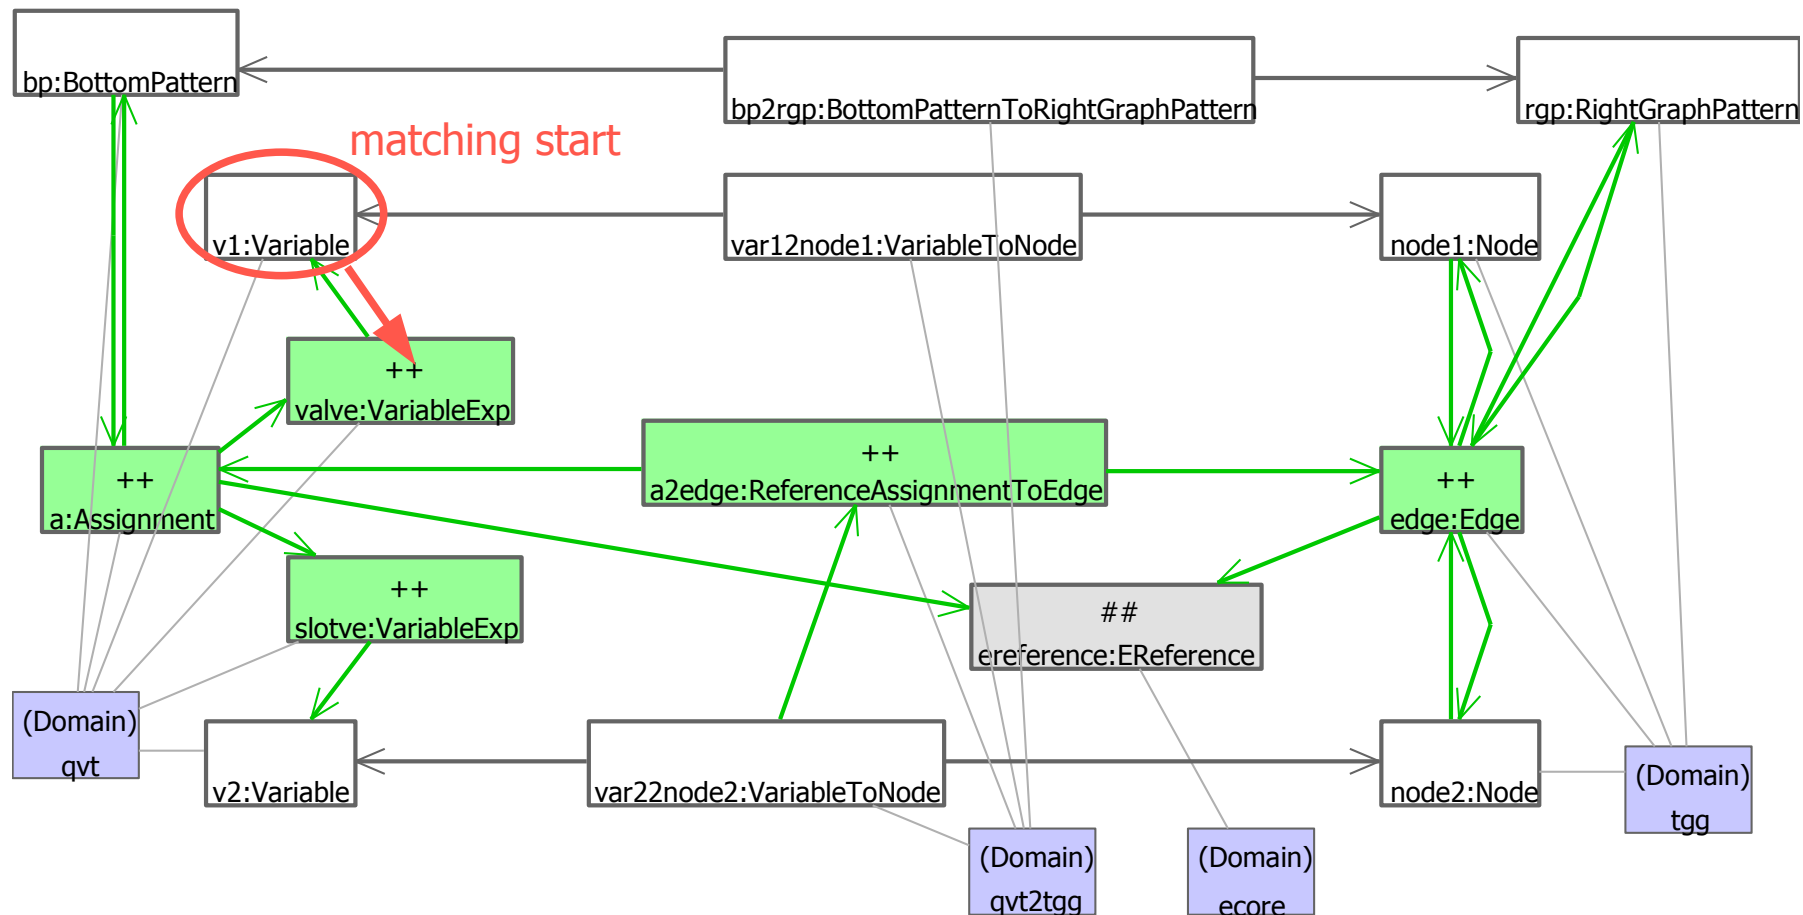 bp:BottomPattern
bp2rgp:BottomPatternToRightGraphPattern
rgp:RightGraphPattern
matching start
v1:Variable
var12node1:VariableToNode
node1:Node
++
valve:VariableExp
++
a:Assignment
++
a2edge:ReferenceAssignmentToEdge
++
edge:Edge
++
slotve:VariableExp
##
ereference:EReference
(Domain)
qvt
v2:Variable
var22node2:VariableToNode
node2:Node
(Domain)
tgg
(Domain)
qvt2tgg
(Domain)
ecore